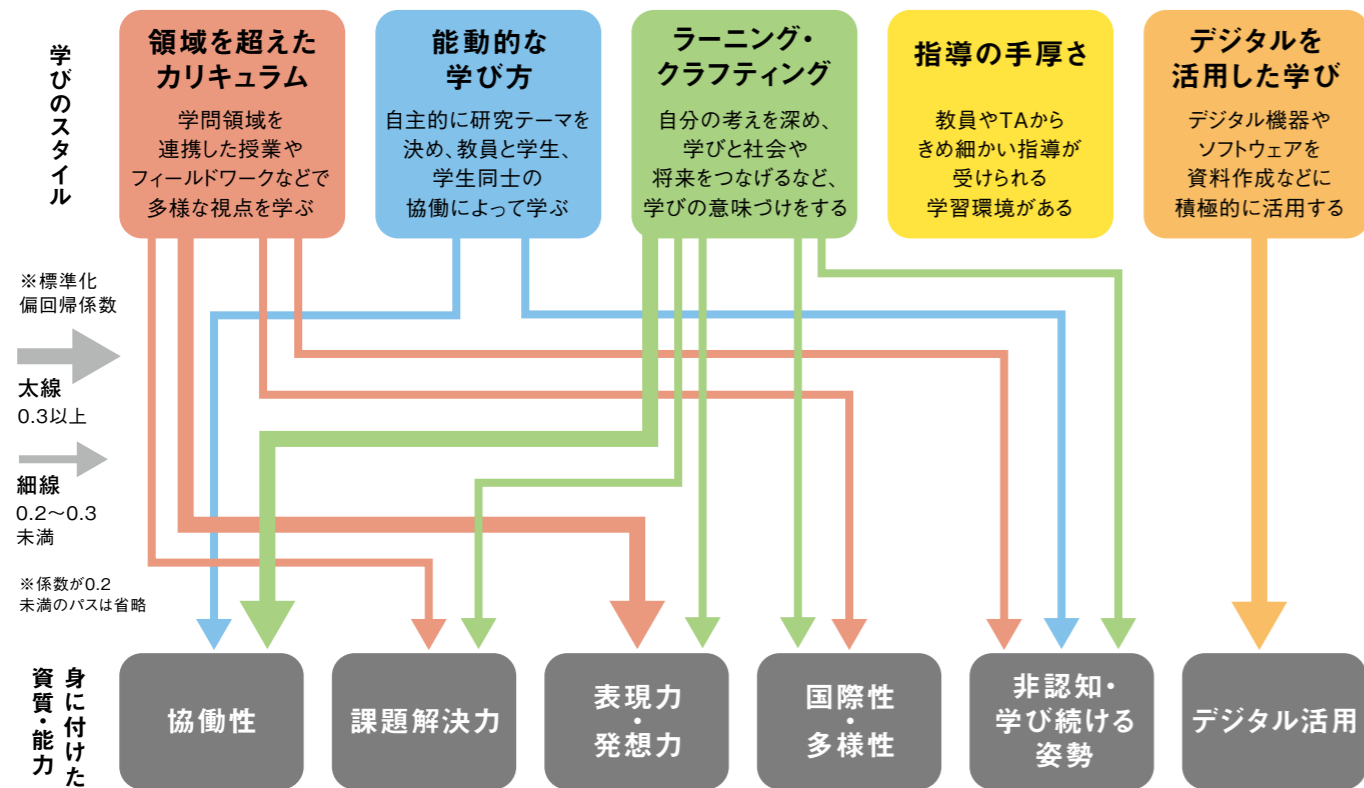 学びのスタイル
領域を超えた
カリキュラム
学問領域を
連携した授業や
フィールドワークなどで
多様な視点を学ぶ
能動的な
学び方
自主的に研究テーマを
決め、教員と学生、
学生同士の
協働によって学ぶ
ラーニング・
クラフティング
自分の考えを深め、
学びと社会や
将来をつなげるなど、
学びの意味づけをする
指導の手厚さ
教員やTAから
きめ細かい指導が
受けられる
学習環境がある
デジタルを
活用した学び
デジタル機器や
ソフトウェアを
資料作成などに
積極的に活用する
※標準化
偏回帰係数
太線
0.3以上
細線
0.2〜0.3
未満
※係数が0.2
未満のパスは省略
身に付けた
資質・能力
協働性
課題解決力
表現力
・
発想力
国際性
・
多様性
非認知・
学び続ける
姿勢
デジタル活用